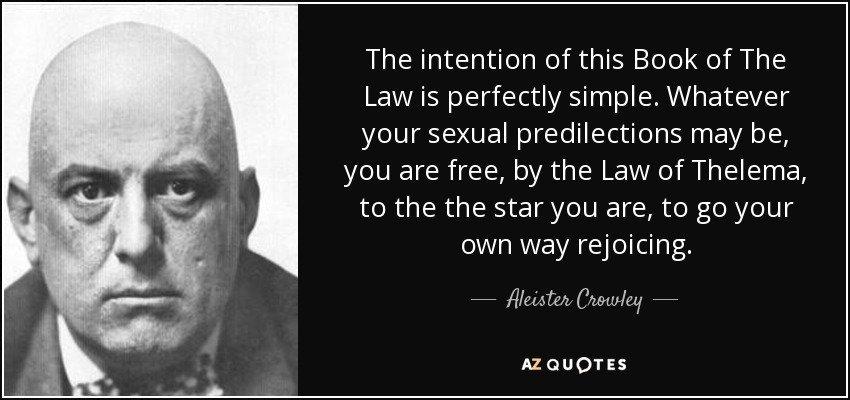 The intention of this Book of The
Law is perfectly simple. Whatever
your sexual predilections may be,
you are free, by the Law of Thelema,
to the the star you are, to go your
own way rejoicing.
Aleister Crowley
AZ QUOTES